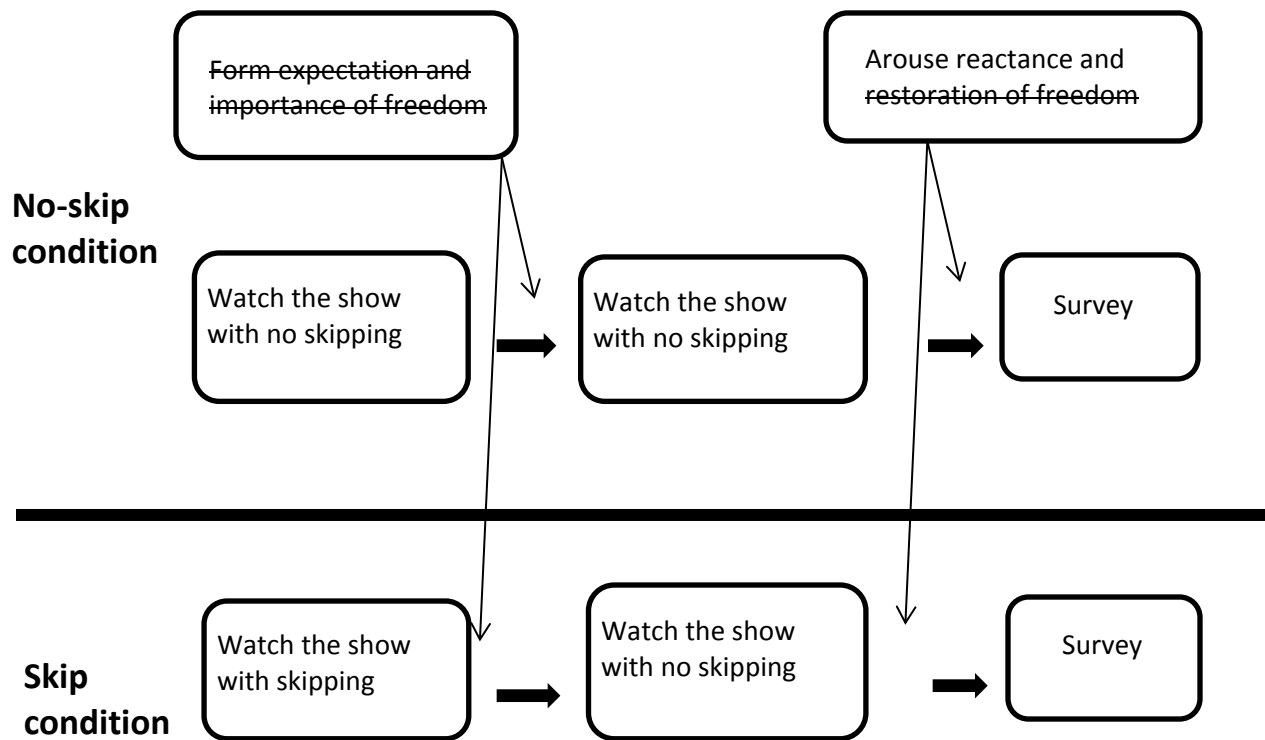 Form expectation and
importance of freedom
Arouse reactance and
restoration of freedom
No-skip
condition
Watch the show
with no skipping
Watch the show
with no skipping
Survey
Skip
condition
Watch the show
with skipping
Watch the show
with no skipping
Survey